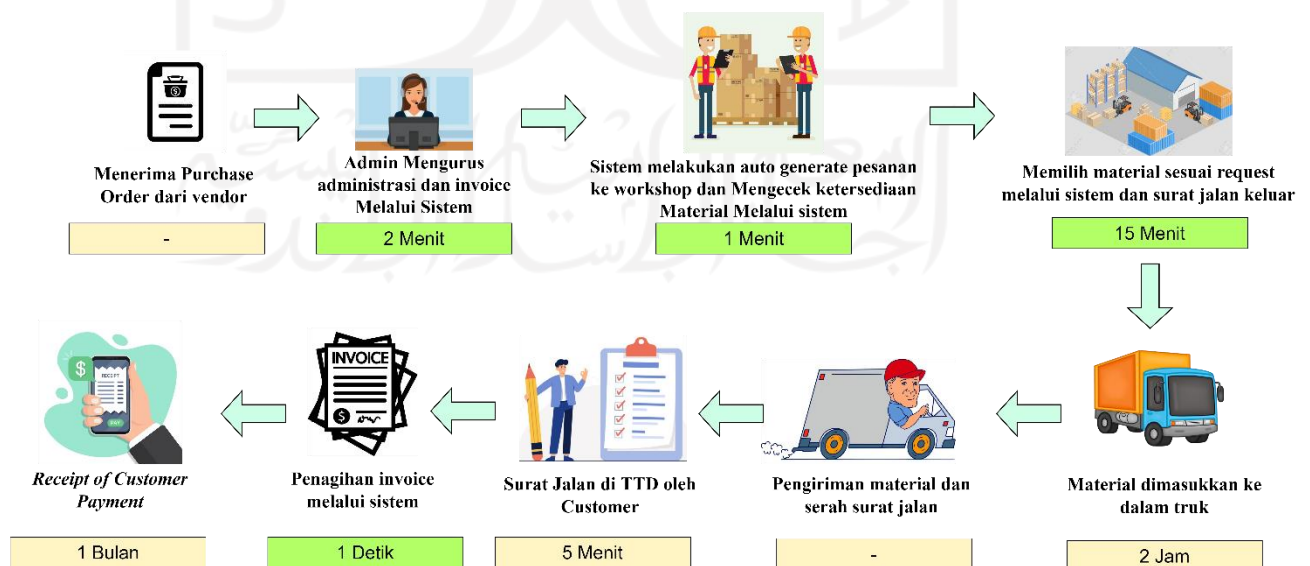 Menerima Purchase
Order dari vendor
-
Admin Mengurus
administrasi dan invoice
Melalui Sistem
2 Menit
Sistem melakukan auto generate pesanan
ke workshop dan Mengecek ketersediaan
Material Melalui sistem
1 Menit
Memilih material sesuai request
melalui sistem dan surat jalan keluar
15 Menit
$
RECEIPT
PAY
Receipt of Customer
Payment
1 Bulan
INVOICE
$
Penagihan invoice
melalui sistem
1 Detik
Surat Jalan di TTD oleh
Customer
5 Menit
Pengiriman material dan
serah surat jalan
-
Material dimasukkan ke
dalam truk
2 Jam